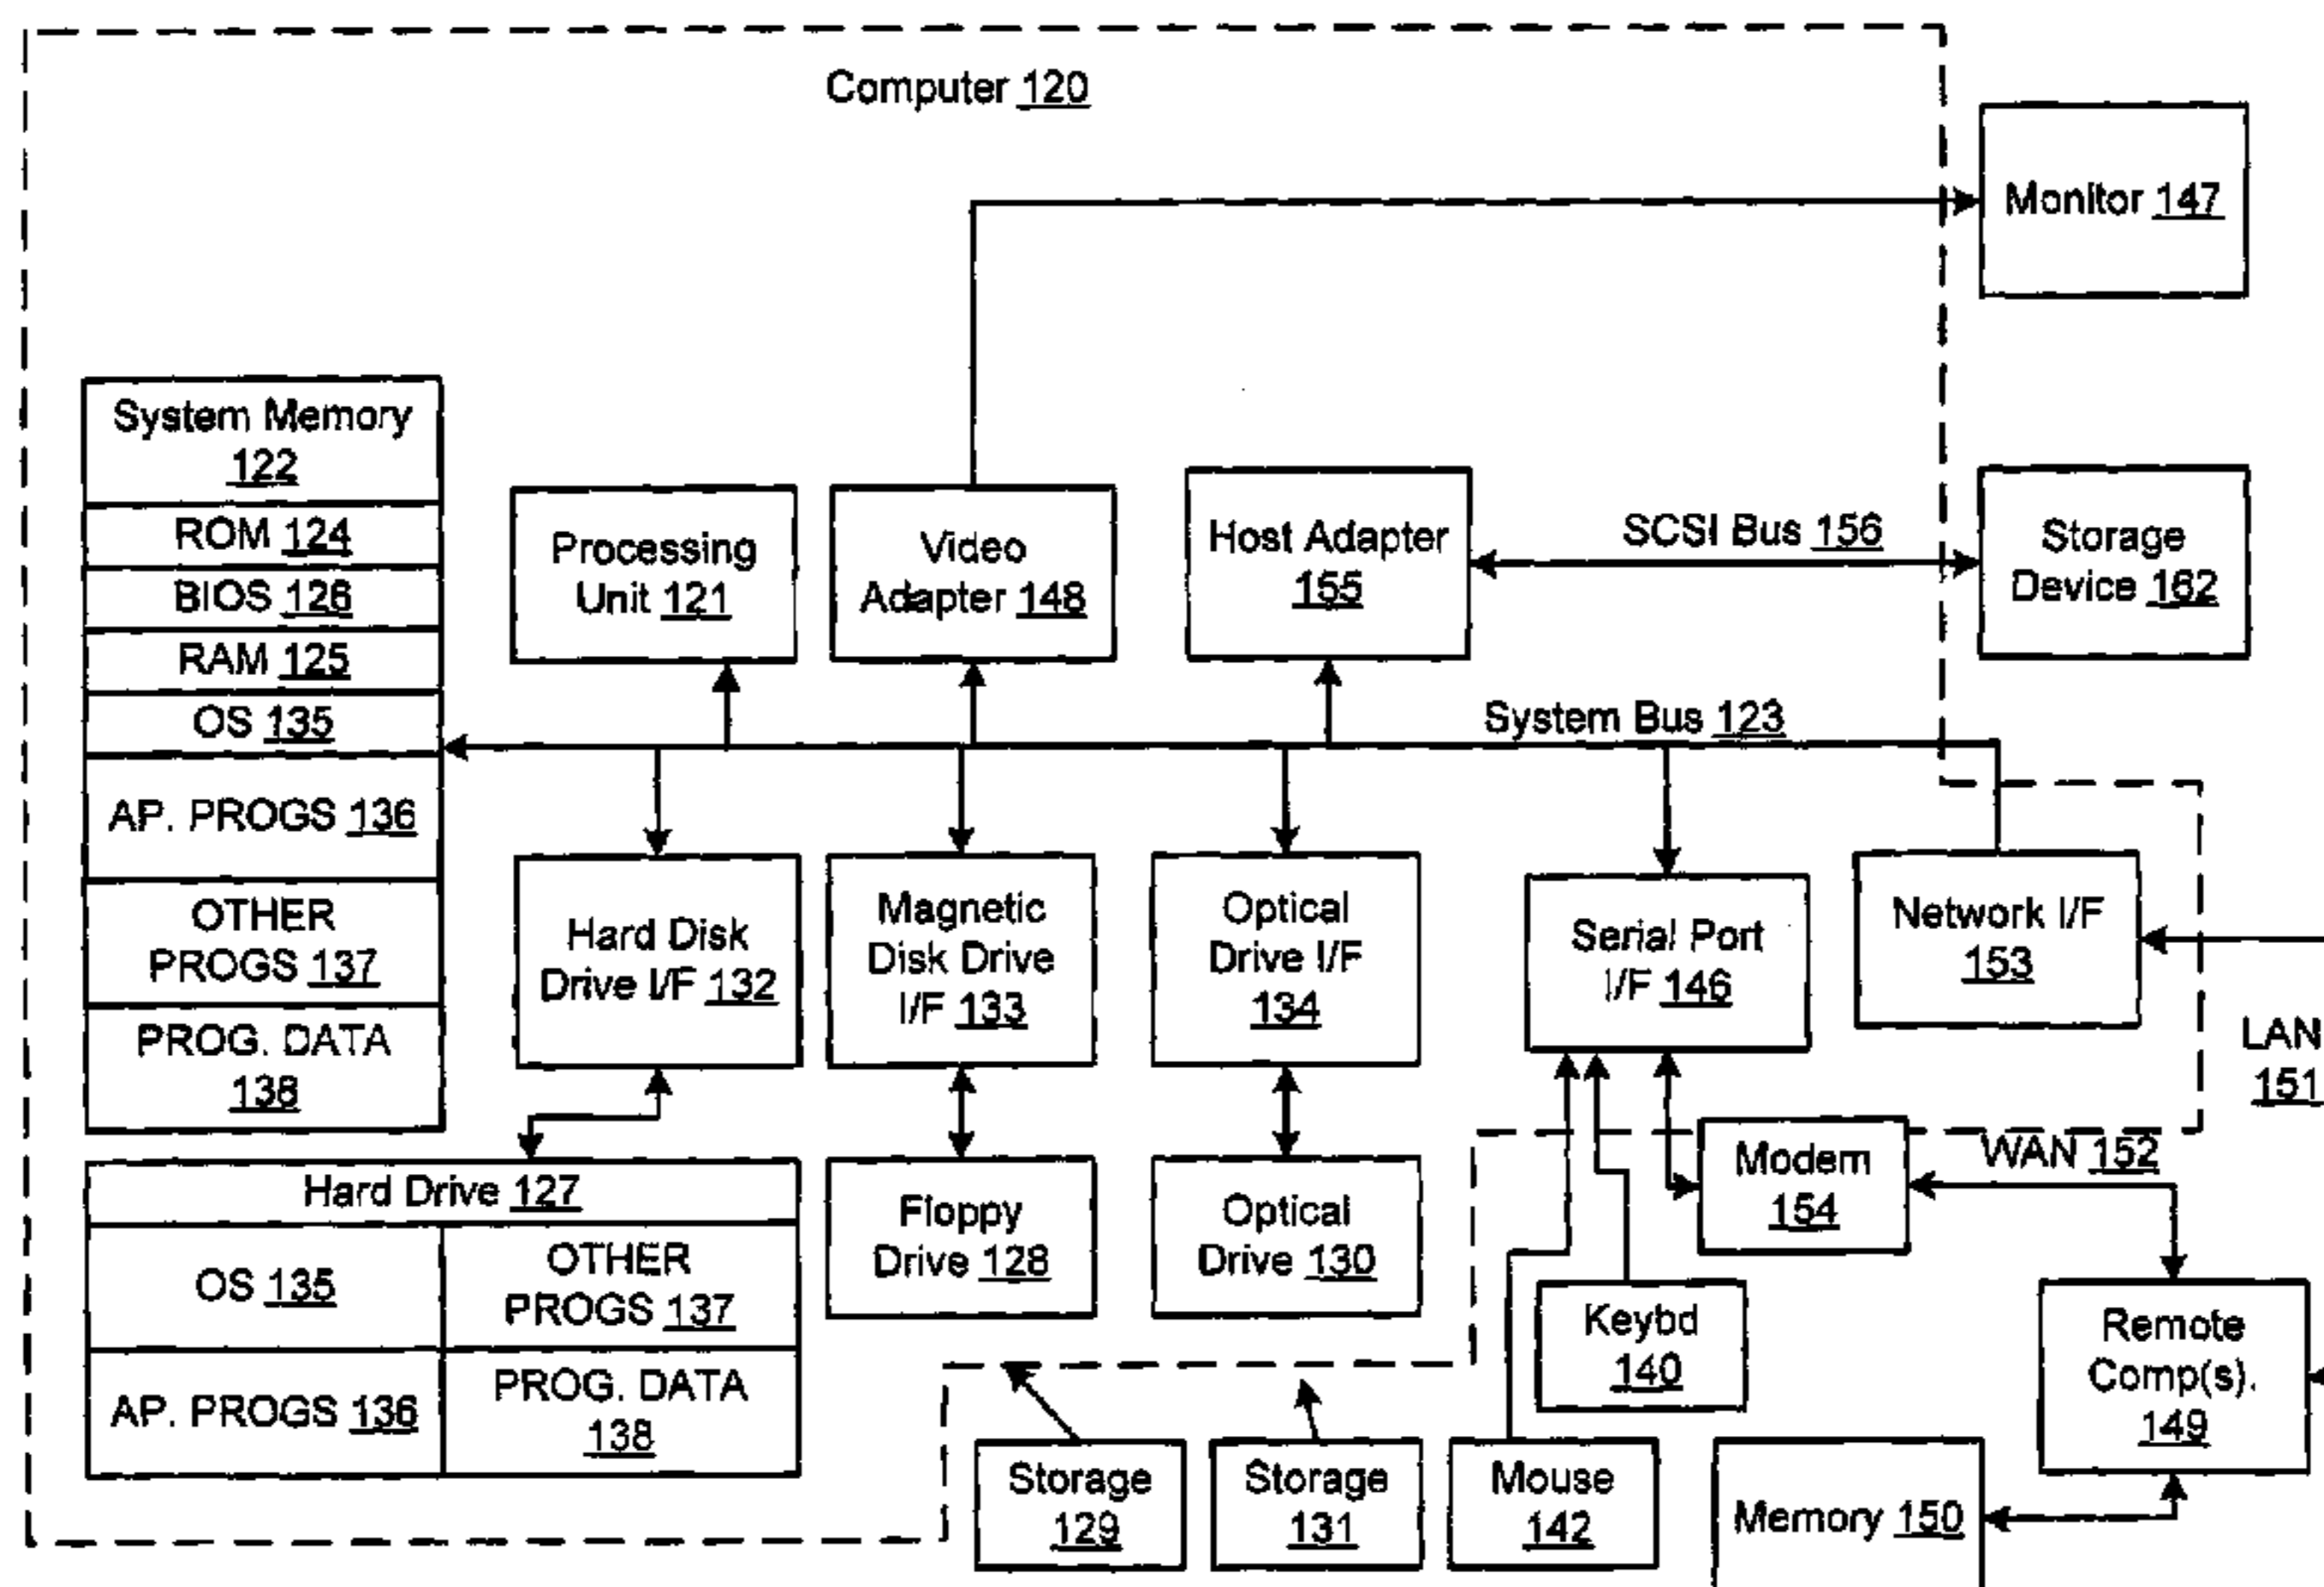 Computer 120
Monitor 147
System Memory
122
ROM 124
BIOS 126
RAM 125
OS 135
AP. PROGS 136
OTHER
PROGS 137
PROG. DATA
138
Processing
Unit 121
Video
Adapter 148
Host Adapter
155
SCSI Bus 156
Storage
Device 162
System Bus 123
Hard Disk
Drive I/F 132
Magnetic
Disk Drive
I/F 133
Optical
Drive I/F
134
Serial Port
I/F 146
Network I/F
153
LAN
151
Hard Drive 127
OS 135
OTHER
PROGS 137
AP. PROGS 136
PROG. DATA
138
Floppy
Drive 128
Optical
Drive 130
Modem
154
WAN 152
Keybd
140
Remote
Comp(s).
149
Storage
129
Storage
131
Mouse
142
Memory 150